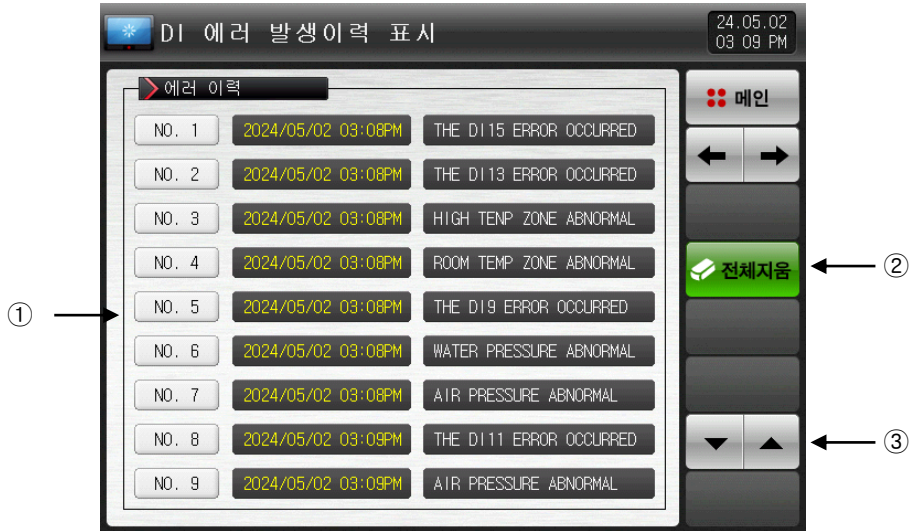 DI 에러 발생이력 표시
24.05.02
03 09 PM
에러 이력
메인
NO. 1 2024/05/02 03:08PM THE DI15 ERROR OCCURRED
NO. 2 2024/05/02 03:08PM THE DI13 ERROR OCCURRED
NO. 3 2024/05/02 03:08PM HIGH TENP ZONE ABNORMAL
NO. 4 2024/05/02 03:08PM ROOM TEMP ZONE ABNORMAL
전체지움 ②
① NO. 5 2024/05/02 03:08PM THE DI9 ERROR OCCURRED
NO. 6 2024/05/02 03:08PM WATER PRESSURE ABNORMAL
NO. 7 2024/05/02 03:08PM AIR PRESSURE ABNORMAL
NO. 8 2024/05/02 03:09PM THE DI11 ERROR OCCURRED
③
NO. 9 2024/05/02 03:09PM AIR PRESSURE ABNORMAL